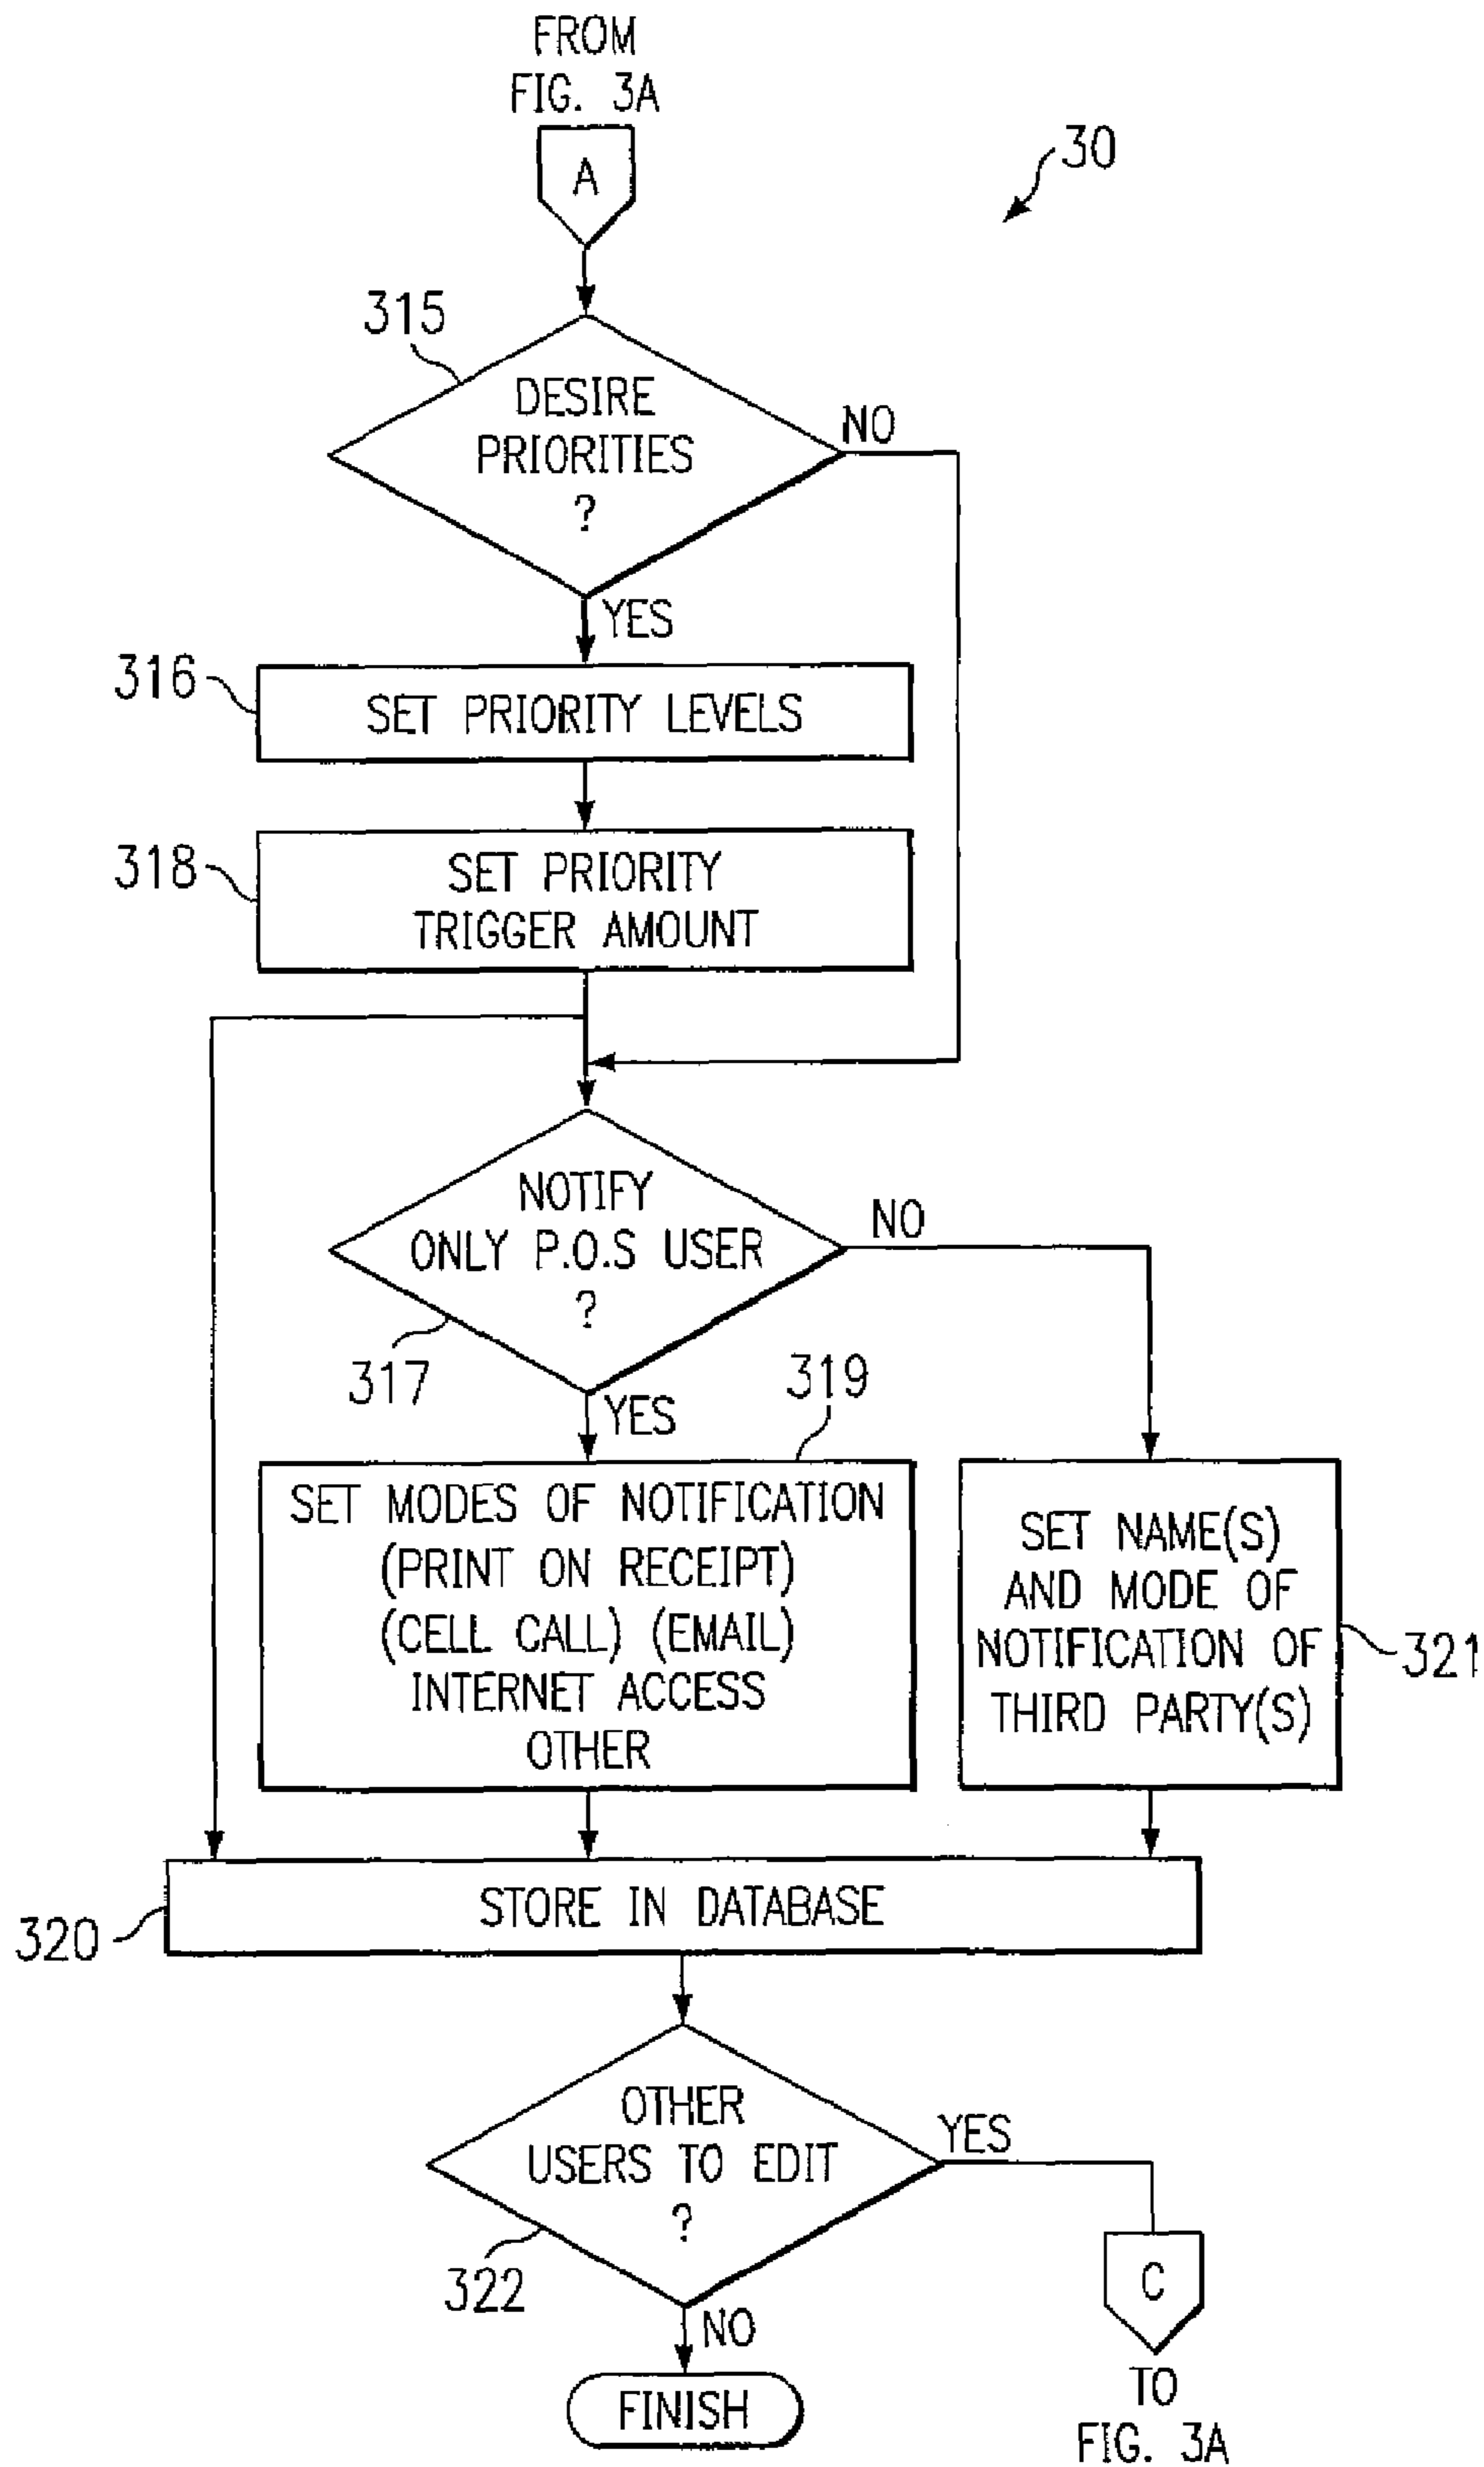 FROM
FIG. 3A
A
30
315
DESIRE
PRIORITIES
?
NO
YES
316
SET PRIORITY LEVELS
318
SET PRIORITY
TRIGGER AMOUNT
NOTIFY
ONLY P.O.S USER
?
NO
317
YES
319
SET MODES OF NOTIFICATION
(PRINT ON RECEIPT)
(CELL CALL) (EMAIL)
INTERNET ACCESS
OTHER
SET NAME(S)
AND MODE OF
NOTIFICATION OF
THIRD PARTY(S)
321
320
STORE IN DATABASE
OTHER
USERS TO EDIT
?
YES
322
NO
C
FINISH
TO
FIG. 3A